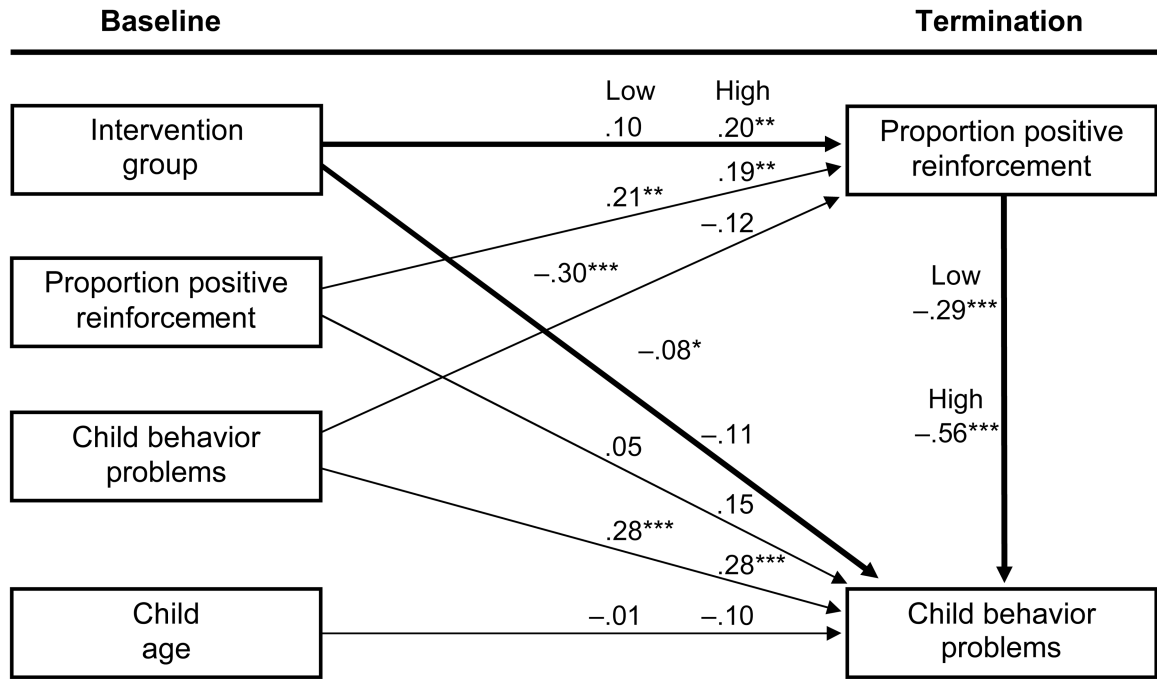 Baseline Termination
Low High
.10 .20**
Intervention
group
Proportion positive
reinforcement
.21** .19**
–.30*** –.12
Proportion positive
reinforcement
Low
–.29***
–.08*
High
–.56***
Child behavior
problems
.05 –.11
.15
.28*** .28***
Child
age
–.01 –.10
Child behavior
problems